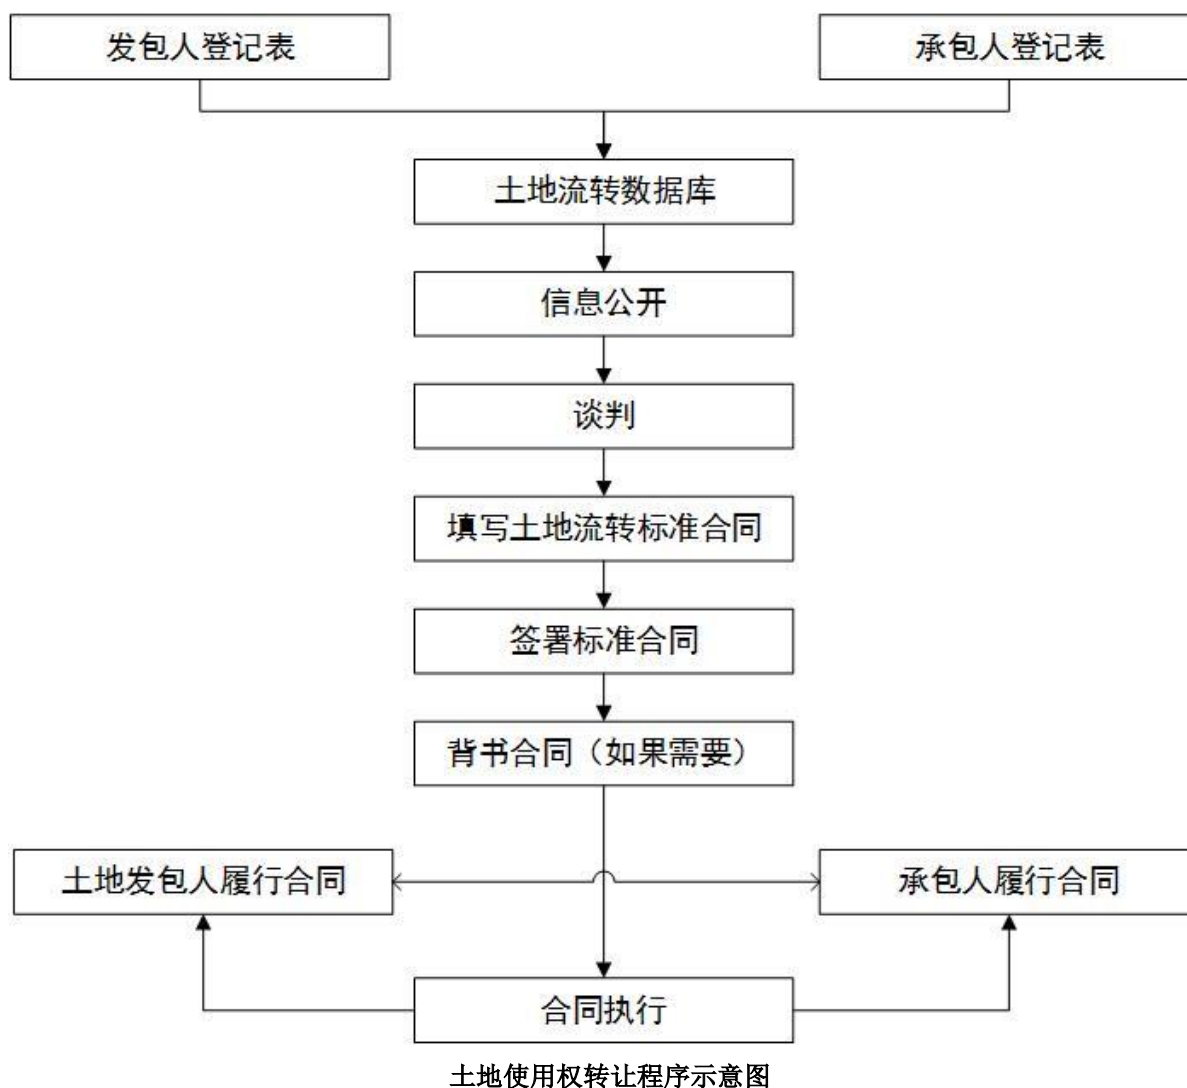 发包人登记表
承包人登记表
土地流转数据库
信息公开
谈判
填写土地流转标准合同
签署标准合同
背书合同（如果需要）
土地发包人履行合同
承包人履行合同
合同执行
土地使用权转让程序示意图